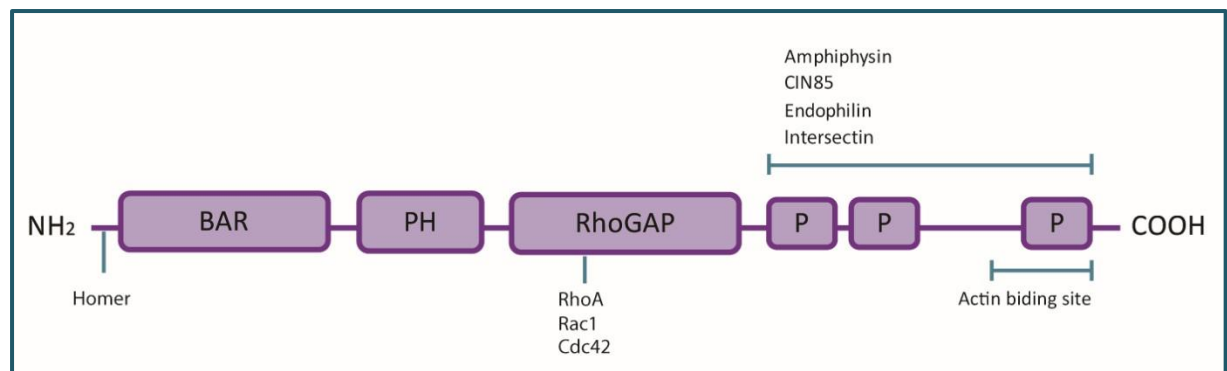 Amphiphysin
CIN85
Endophilin
Intersectin
NH2 BAR PH RhoGAP P P P COOH
Homer
RhoA
Rac1
Cdc42
Actin biding site